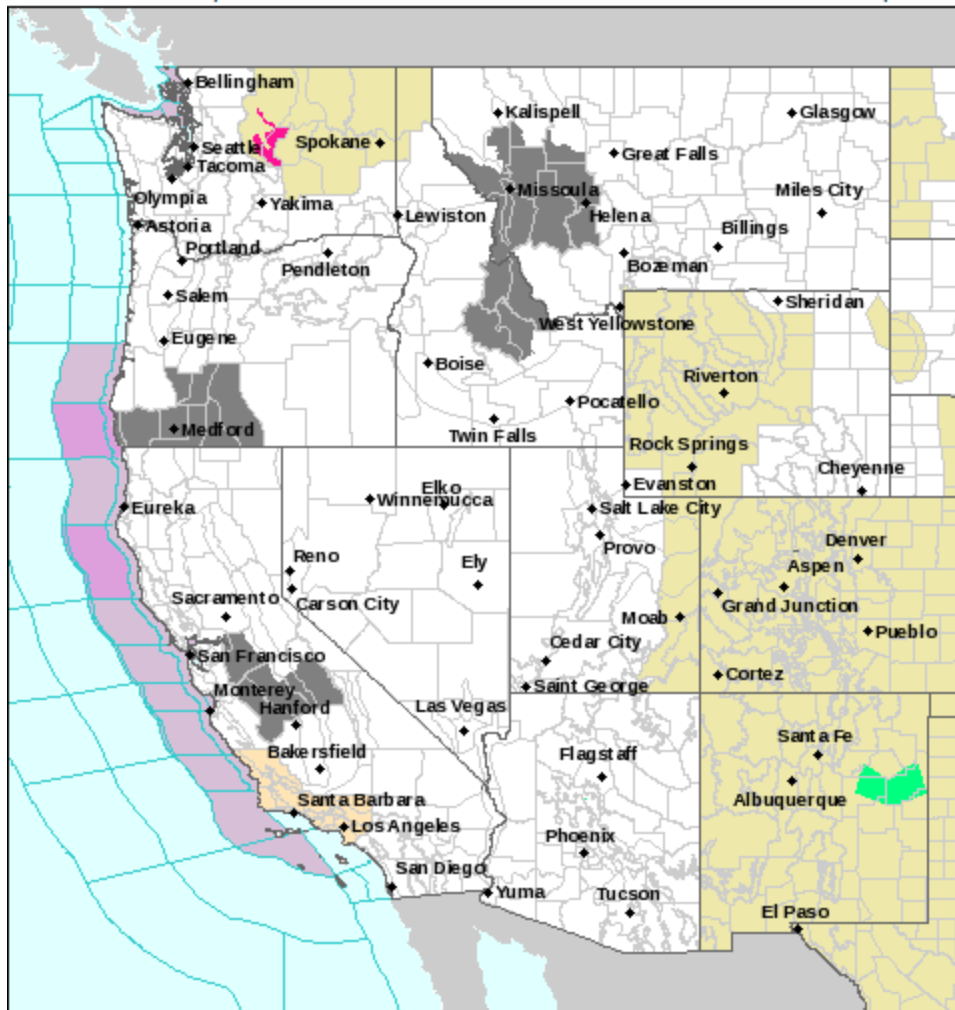 Bellingham
Kalispell
Glasgow
Seattle
Spokane
Great Falls
Tacoma
Missoula
Miles City
Olympia
Yakima
Lewiston
Helena
Astoria
Billings
Portland
Pendleton
Bozeman
Salem
Sheridan
West Yellowstone
Eugene
Boise
Riverton
Pocatello
Medford
Twin Falls
Rock Springs
Cheyenne
Evanston
Elko
Winnemucca
Eureka
Salt Lake City
Provo
Denver
Reno
Ely
Aspen
Carson City
Grand Junction
Sacramento
Moab
Pueblo
Cedar City
San Francisco
Cortez
Saint George
Monterey
Hanford
Las Vegas
Santa Fe
Bakersfield
Flagstaff
Albuquerque
Santa Barbara
Los Angeles
Phoenix
San Diego
Yuma
Tucson
El Paso